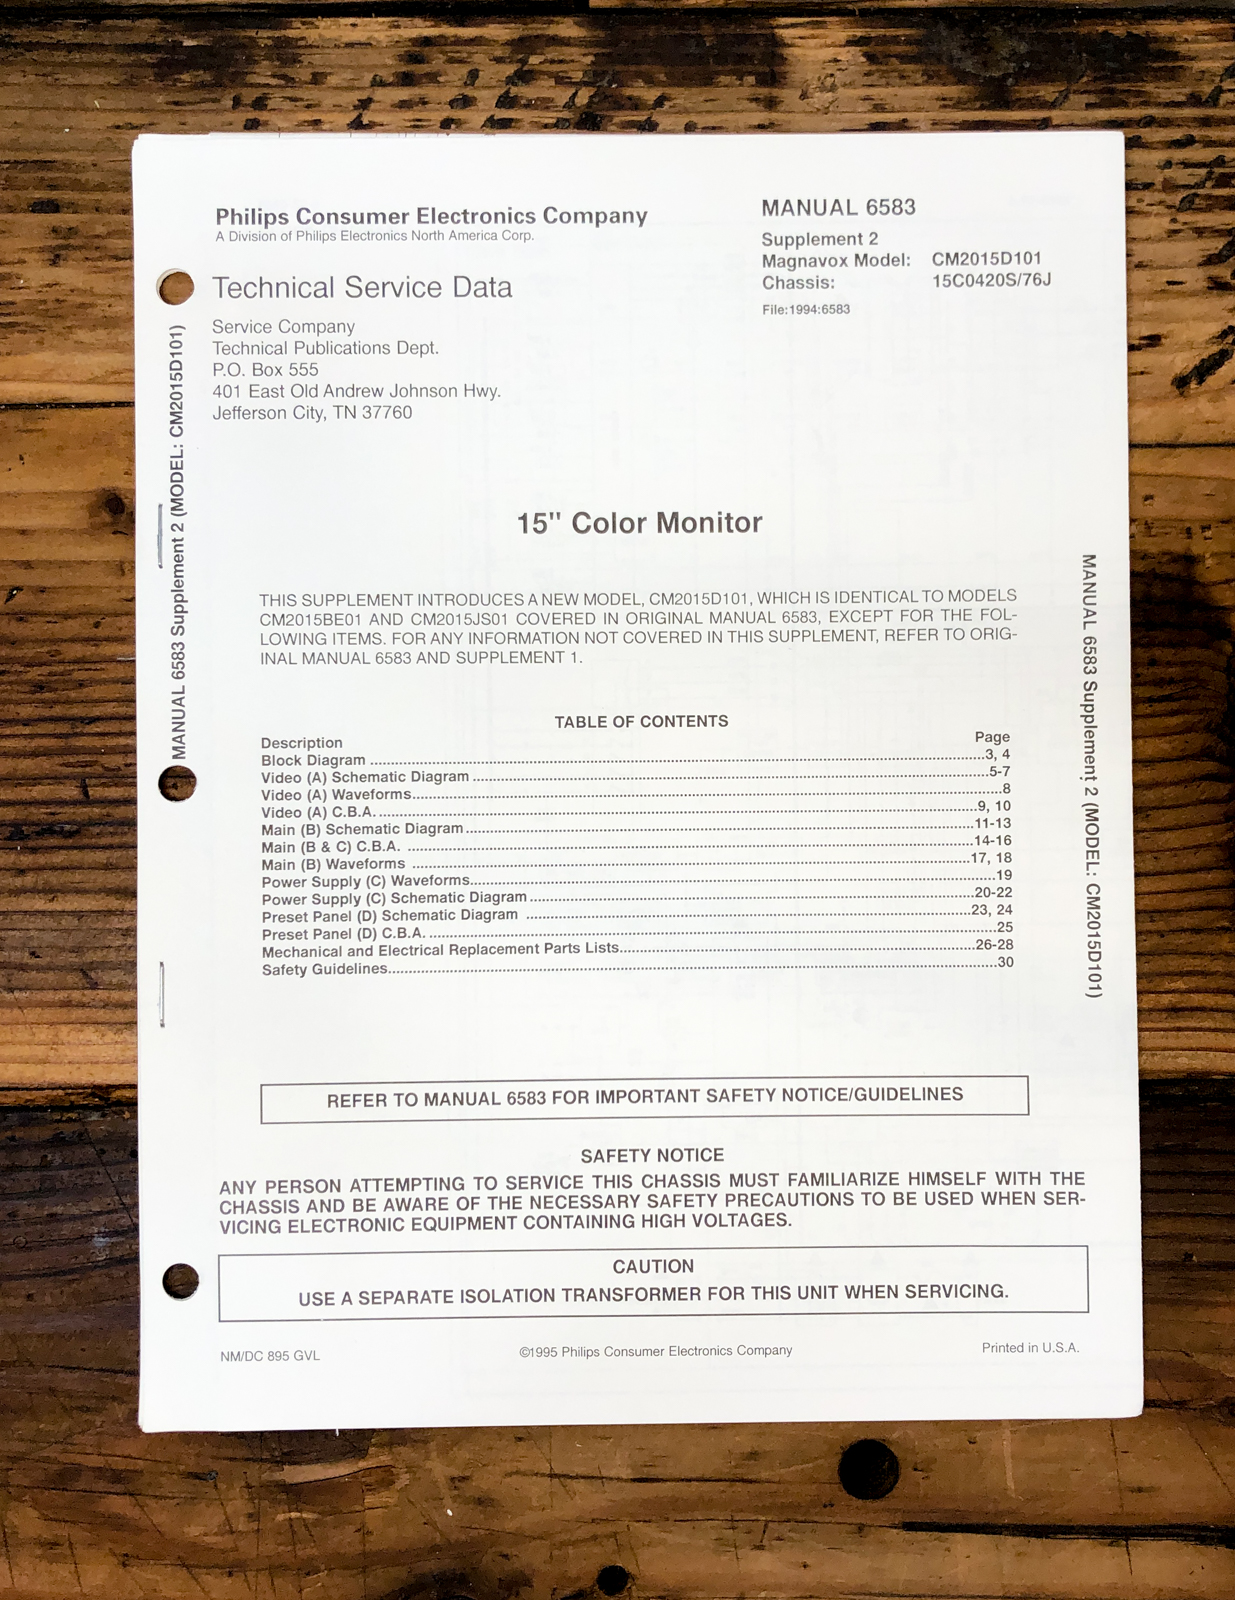 Philips Consumer Electronics Company
A Division of Philips Electronics North America Corp.
MANUAL 6583
Supplement 2
Magnavox Model: CM2015D101
Chassis: 15C0420S/76J
File:1994:6583
Technical Service Data
Service Company
Technical Publications Dept.
P.O. Box 555
401 East Old Andrew Johnson Hwy.
Jefferson City, TN 37760
MANUAL 6583 Supplement 2 (MODEL: CM2015D101)
15" Color Monitor
THIS SUPPLEMENT INTRODUCES A NEW MODEL, CM2015D101, WHICH IS IDENTICAL TO MODELS
CM2015BE01 AND CM2015JS01 COVERED IN ORIGINAL MANUAL 6583, EXCEPT FOR THE FOL-
LOWING ITEMS. FOR ANY INFORMATION NOT COVERED IN THIS SUPPLEMENT, REFER TO ORIG-
INAL MANUAL 6583 AND SUPPLEMENT 1.
MANUAL 6583 Supplement 2 (MODEL: CM2015D101)
TABLE OF CONTENTS
Description Page
Block Diagram 3, 4
Video (A) Schematic Diagram 5-7
Video (A) Waveforms 8
Video (A) C.B.A. 9, 10
Main (B) Schematic Diagram 11-13
Main (B & C) C.B.A. 14-16
Main (B) Waveforms 17, 18
Power Supply (C) Waveforms 19
Power Supply (C) Schematic Diagram 20-22
Preset Panel (D) Schematic Diagram 23, 24
Preset Panel (D) C.B.A. 25
Mechanical and Electrical Replacement Parts Lists 26-28
Safety Guidelines 30
REFER TO MANUAL 6583 FOR IMPORTANT SAFETY NOTICE/GUIDELINES
SAFETY NOTICE
ANY PERSON ATTEMPTING TO SERVICE THIS CHASSIS MUST FAMILIARIZE HIMSELF WITH THE
CHASSIS AND BE AWARE OF THE NECESSARY SAFETY PRECAUTIONS TO BE USED WHEN SER-
VICING ELECTRONIC EQUIPMENT CONTAINING HIGH VOLTAGES.
CAUTION
USE A SEPARATE ISOLATION TRANSFORMER FOR THIS UNIT WHEN SERVICING.
NM/DC 895 GVL ©1995 Philips Consumer Electronics Company Printed in U.S.A.